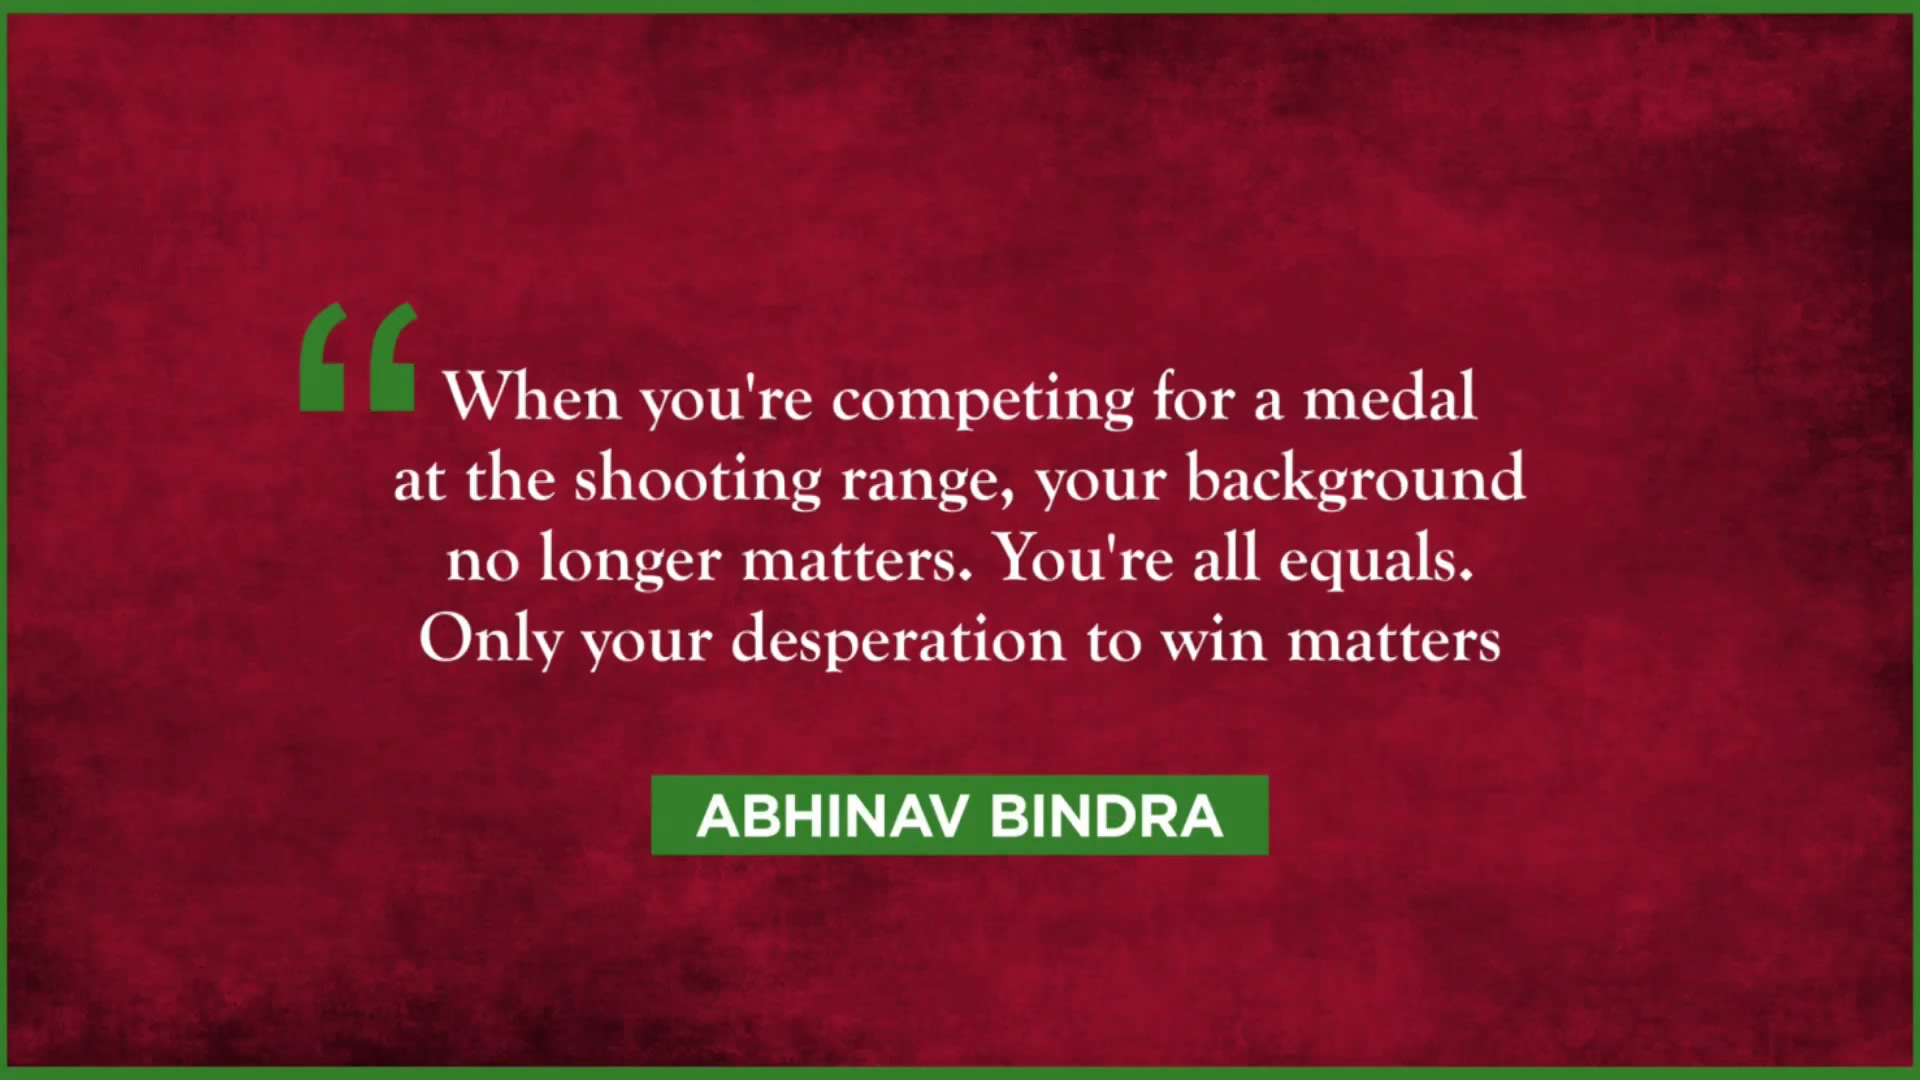 “ When you're competing for a medal
at the shooting range, your background
no longer matters. You're all equals.
Only your desperation to win matters
ABHINAV BINDRA